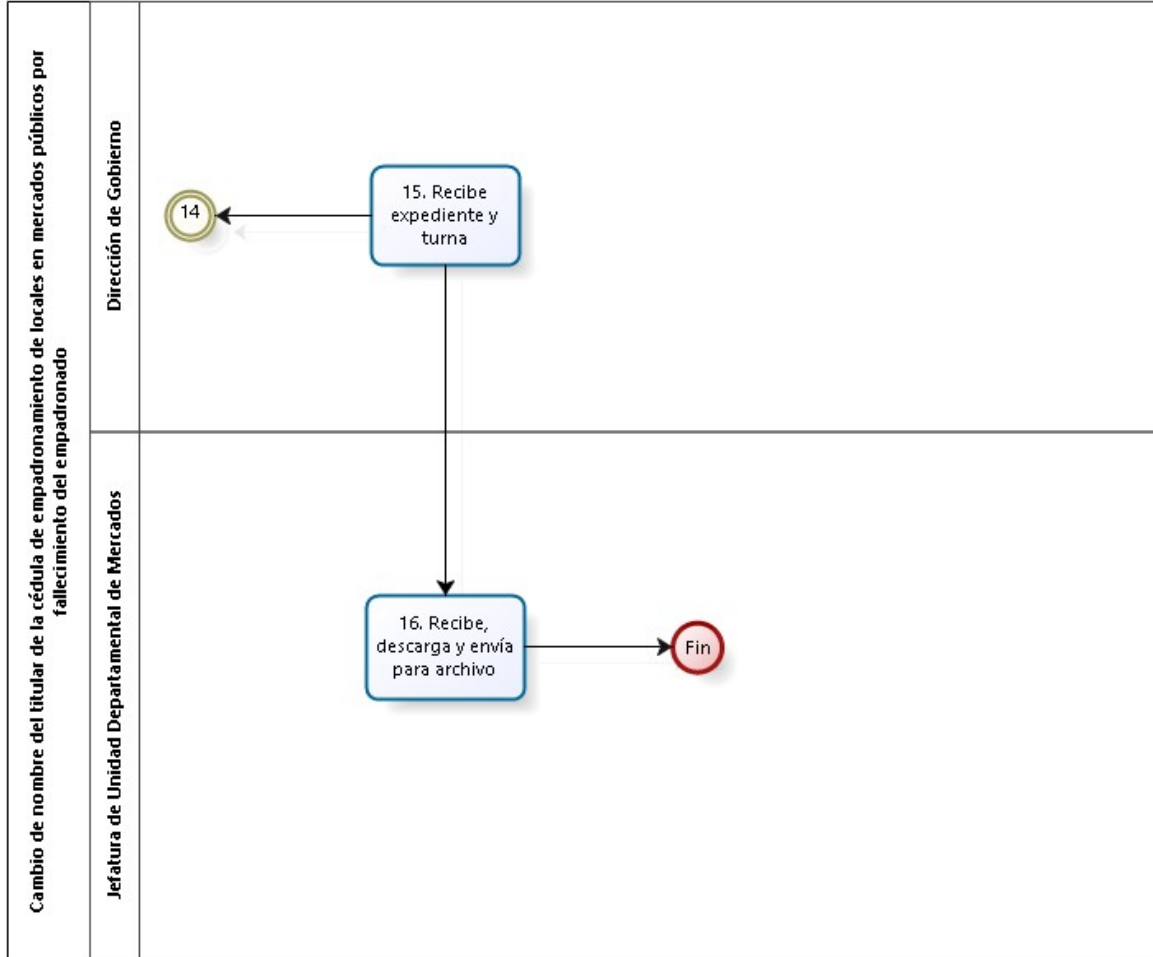 Cambio de nombre del titular de la cédula de empadronamiento de locales en mercados públicos por
fallecimiento del empadronado
Dirección de Gobierno
14
15. Recibe
expediente y
turna
Jefatura de Unidad Departamental de Mercados
16. Recibe,
descarga y envía
para archivo
Fin